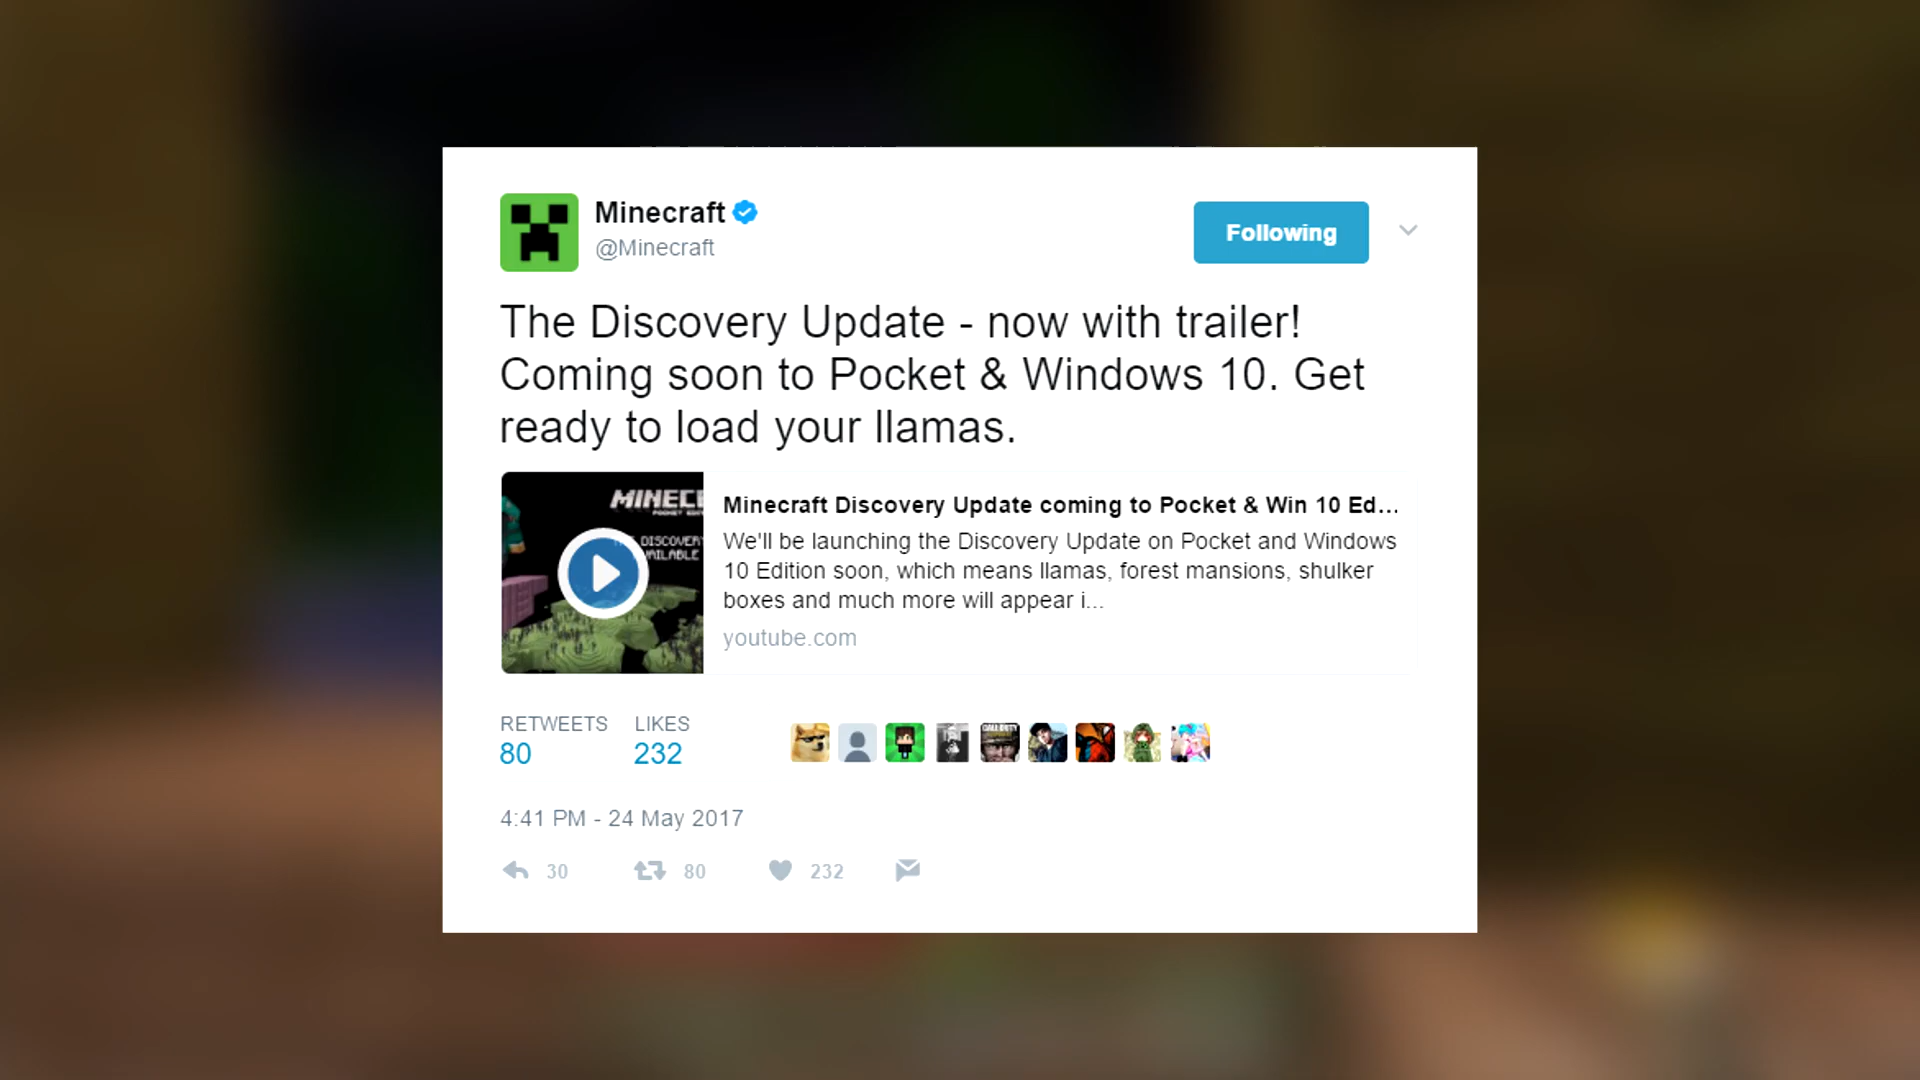 Minecraft
@Minecraft
Following
The Discovery Update - now with trailer!
Coming soon to Pocket & Windows 10. Get
ready to load your llamas.
MINEC
DISCOVER
AILABLE
Minecraft Discovery Update coming to Pocket & Win 10 Ed...
We'll be launching the Discovery Update on Pocket and Windows
10 Edition soon, which means llamas, forest mansions, shulker
boxes and much more will appear i...
youtube.com
RETWEETS LIKES
80 232
4:41 PM - 24 May 2017
30 80 232